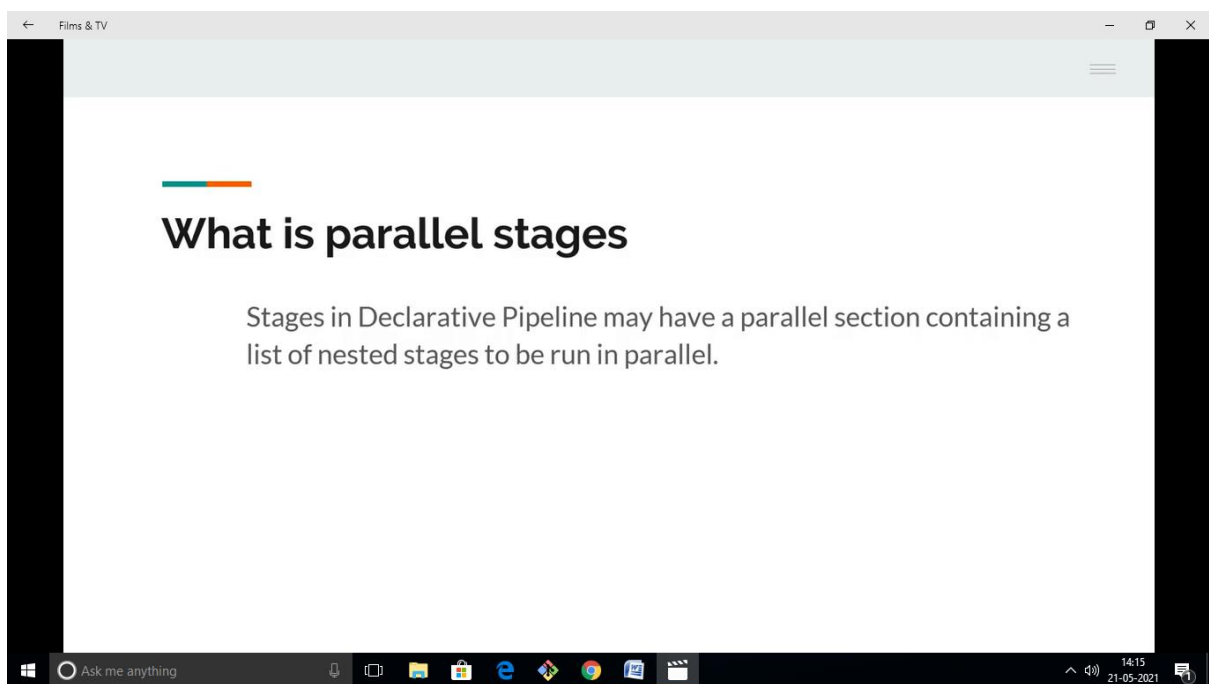 Films & TV
What is parallel stages
Stages in Declarative Pipeline may have a parallel section containing a
list of nested stages to be run in parallel.
Ask me anything
14:15
21-05-2021
1